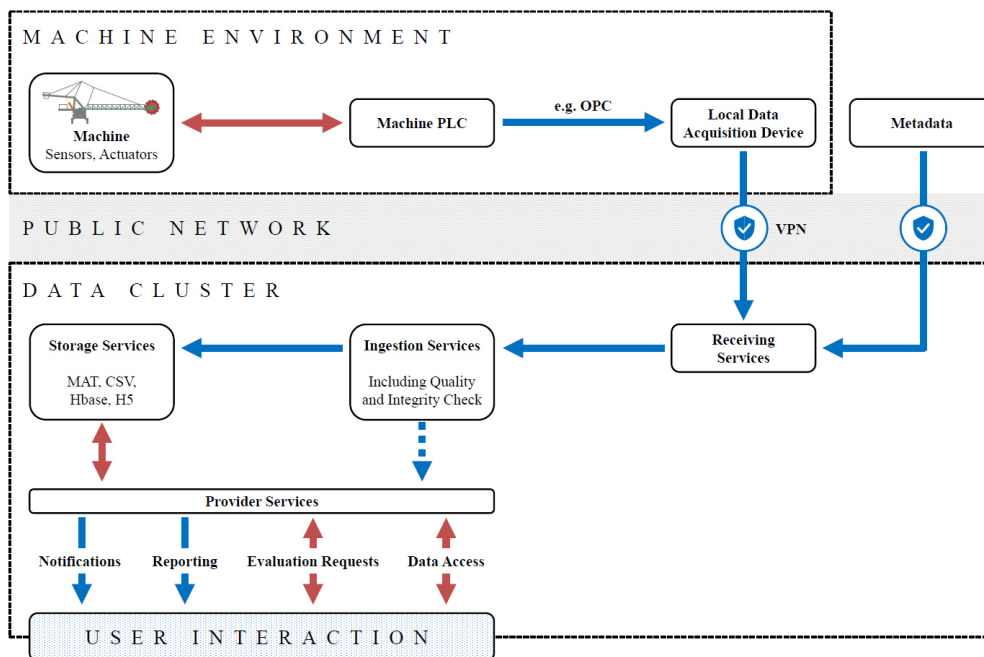 MACHINE ENVIRONMENT
Machine
Sensors, Actuators
Machine PLC
e.g. OPC
Local Data
Acquisition Device
Metadata
PUBLIC NETWORK
VPN
DATA CLUSTER
Storage Services
MAT, CSV,
Hbase, H5
Ingestion Services
Including Quality
and Integrity Check
Receiving
Services
Provider Services
Notifications
Reporting
Evaluation Requests
Data Access
USER INTERACTION